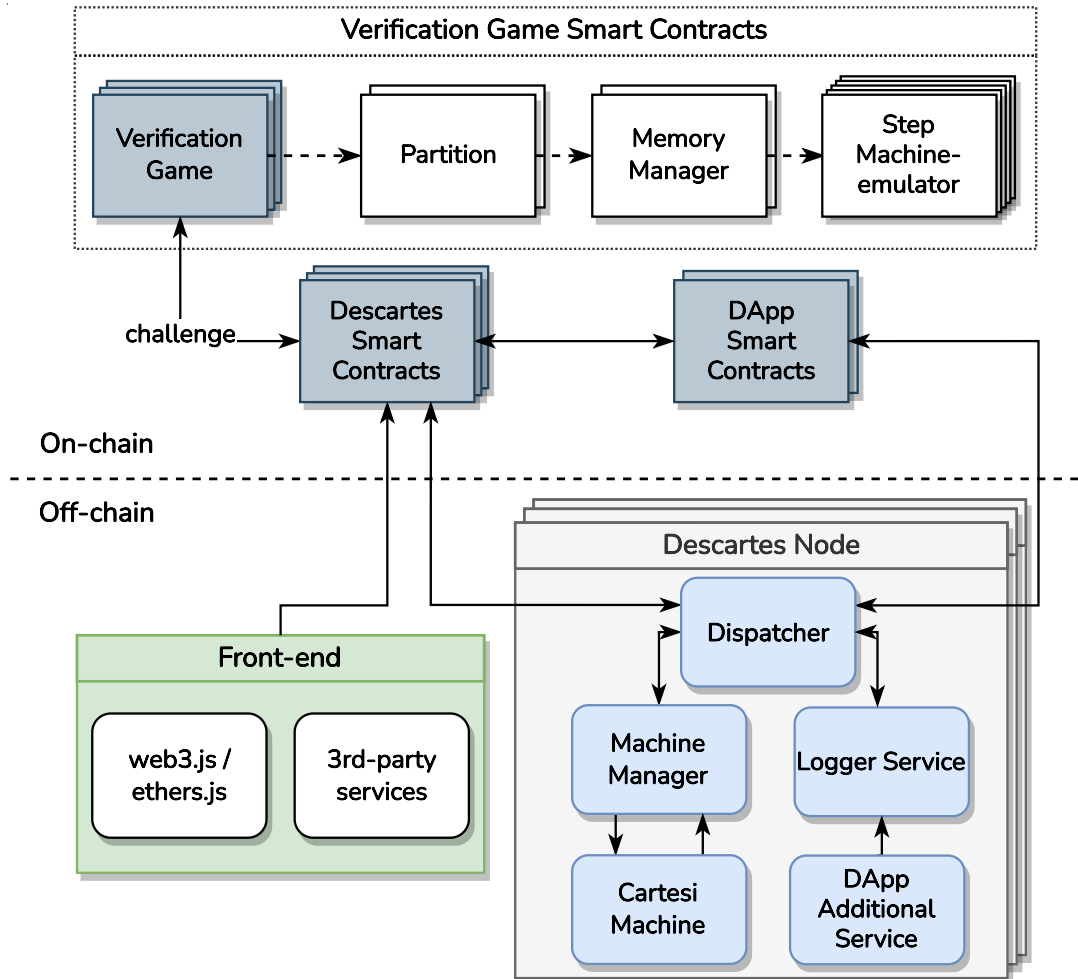 Verification Game Smart Contracts
Verification
Game
Partition
Memory
Manager
Step
Machine-
emulator
challenge
Descartes
Smart
Contracts
DApp
Smart
Contracts
On-chain
Off-chain
Descartes Node
Dispatcher
Front-end
web3.js /
ethers.js
3rd-party
services
Machine
Manager
Logger Service
Cartesi
Machine
DApp
Additional
Service